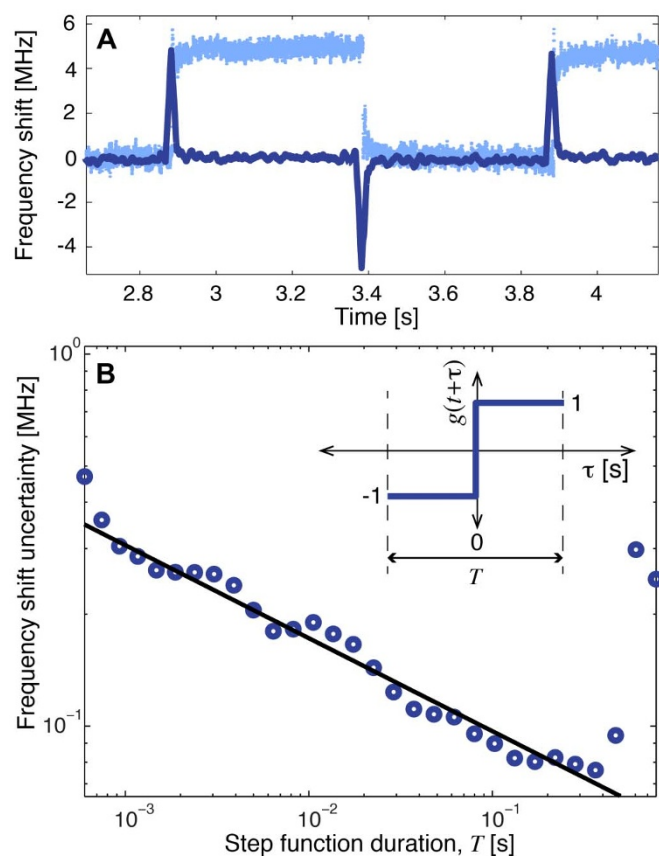 A
Frequency shift [MHz]
6
4
2
0
-2
-4
2.8
3
3.2
3.4
3.6
3.8
4
Time [s]
B
Frequency shift uncertainty [MHz]
10⁰
10⁻¹
10⁻³
10⁻²
10⁻¹
Step function duration, T [s]
g(t+τ)
1
τ [s]
-1
0
T